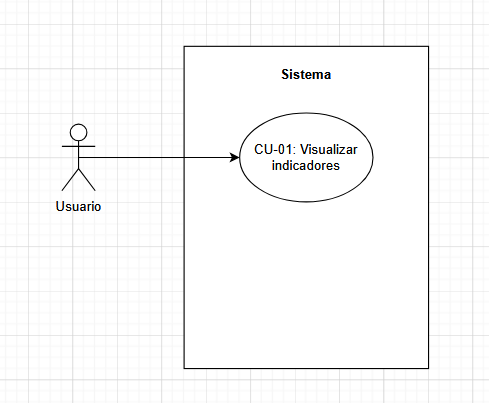 Sistema
CU-01: Visualizar
indicadores
Usuario